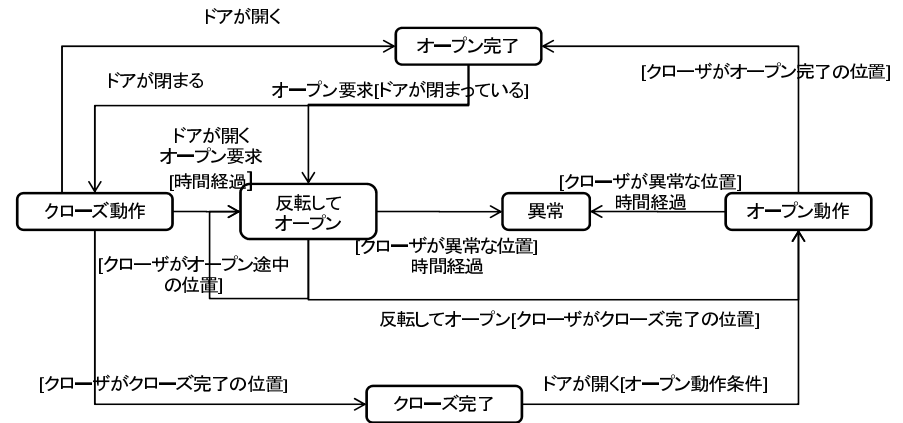 ドアが開く
オープン完了
[クローザがオープン完了の位置]
ドアが閉まる
オープン要求[ドアが閉まっている]
ドアが開く
オープン要求
[時間経過]
クローズ動作
反転して
オープン
[クローザが異常な位置]
時間経過
異常
オープン動作
[クローザが異常な位置]
時間経過
[クローザがオープン途中
の位置]
反転してオープン[クローザがクローズ完了の位置]
[クローザがクローズ完了の位置]
クローズ完了
ドアが開く[オープン動作条件]